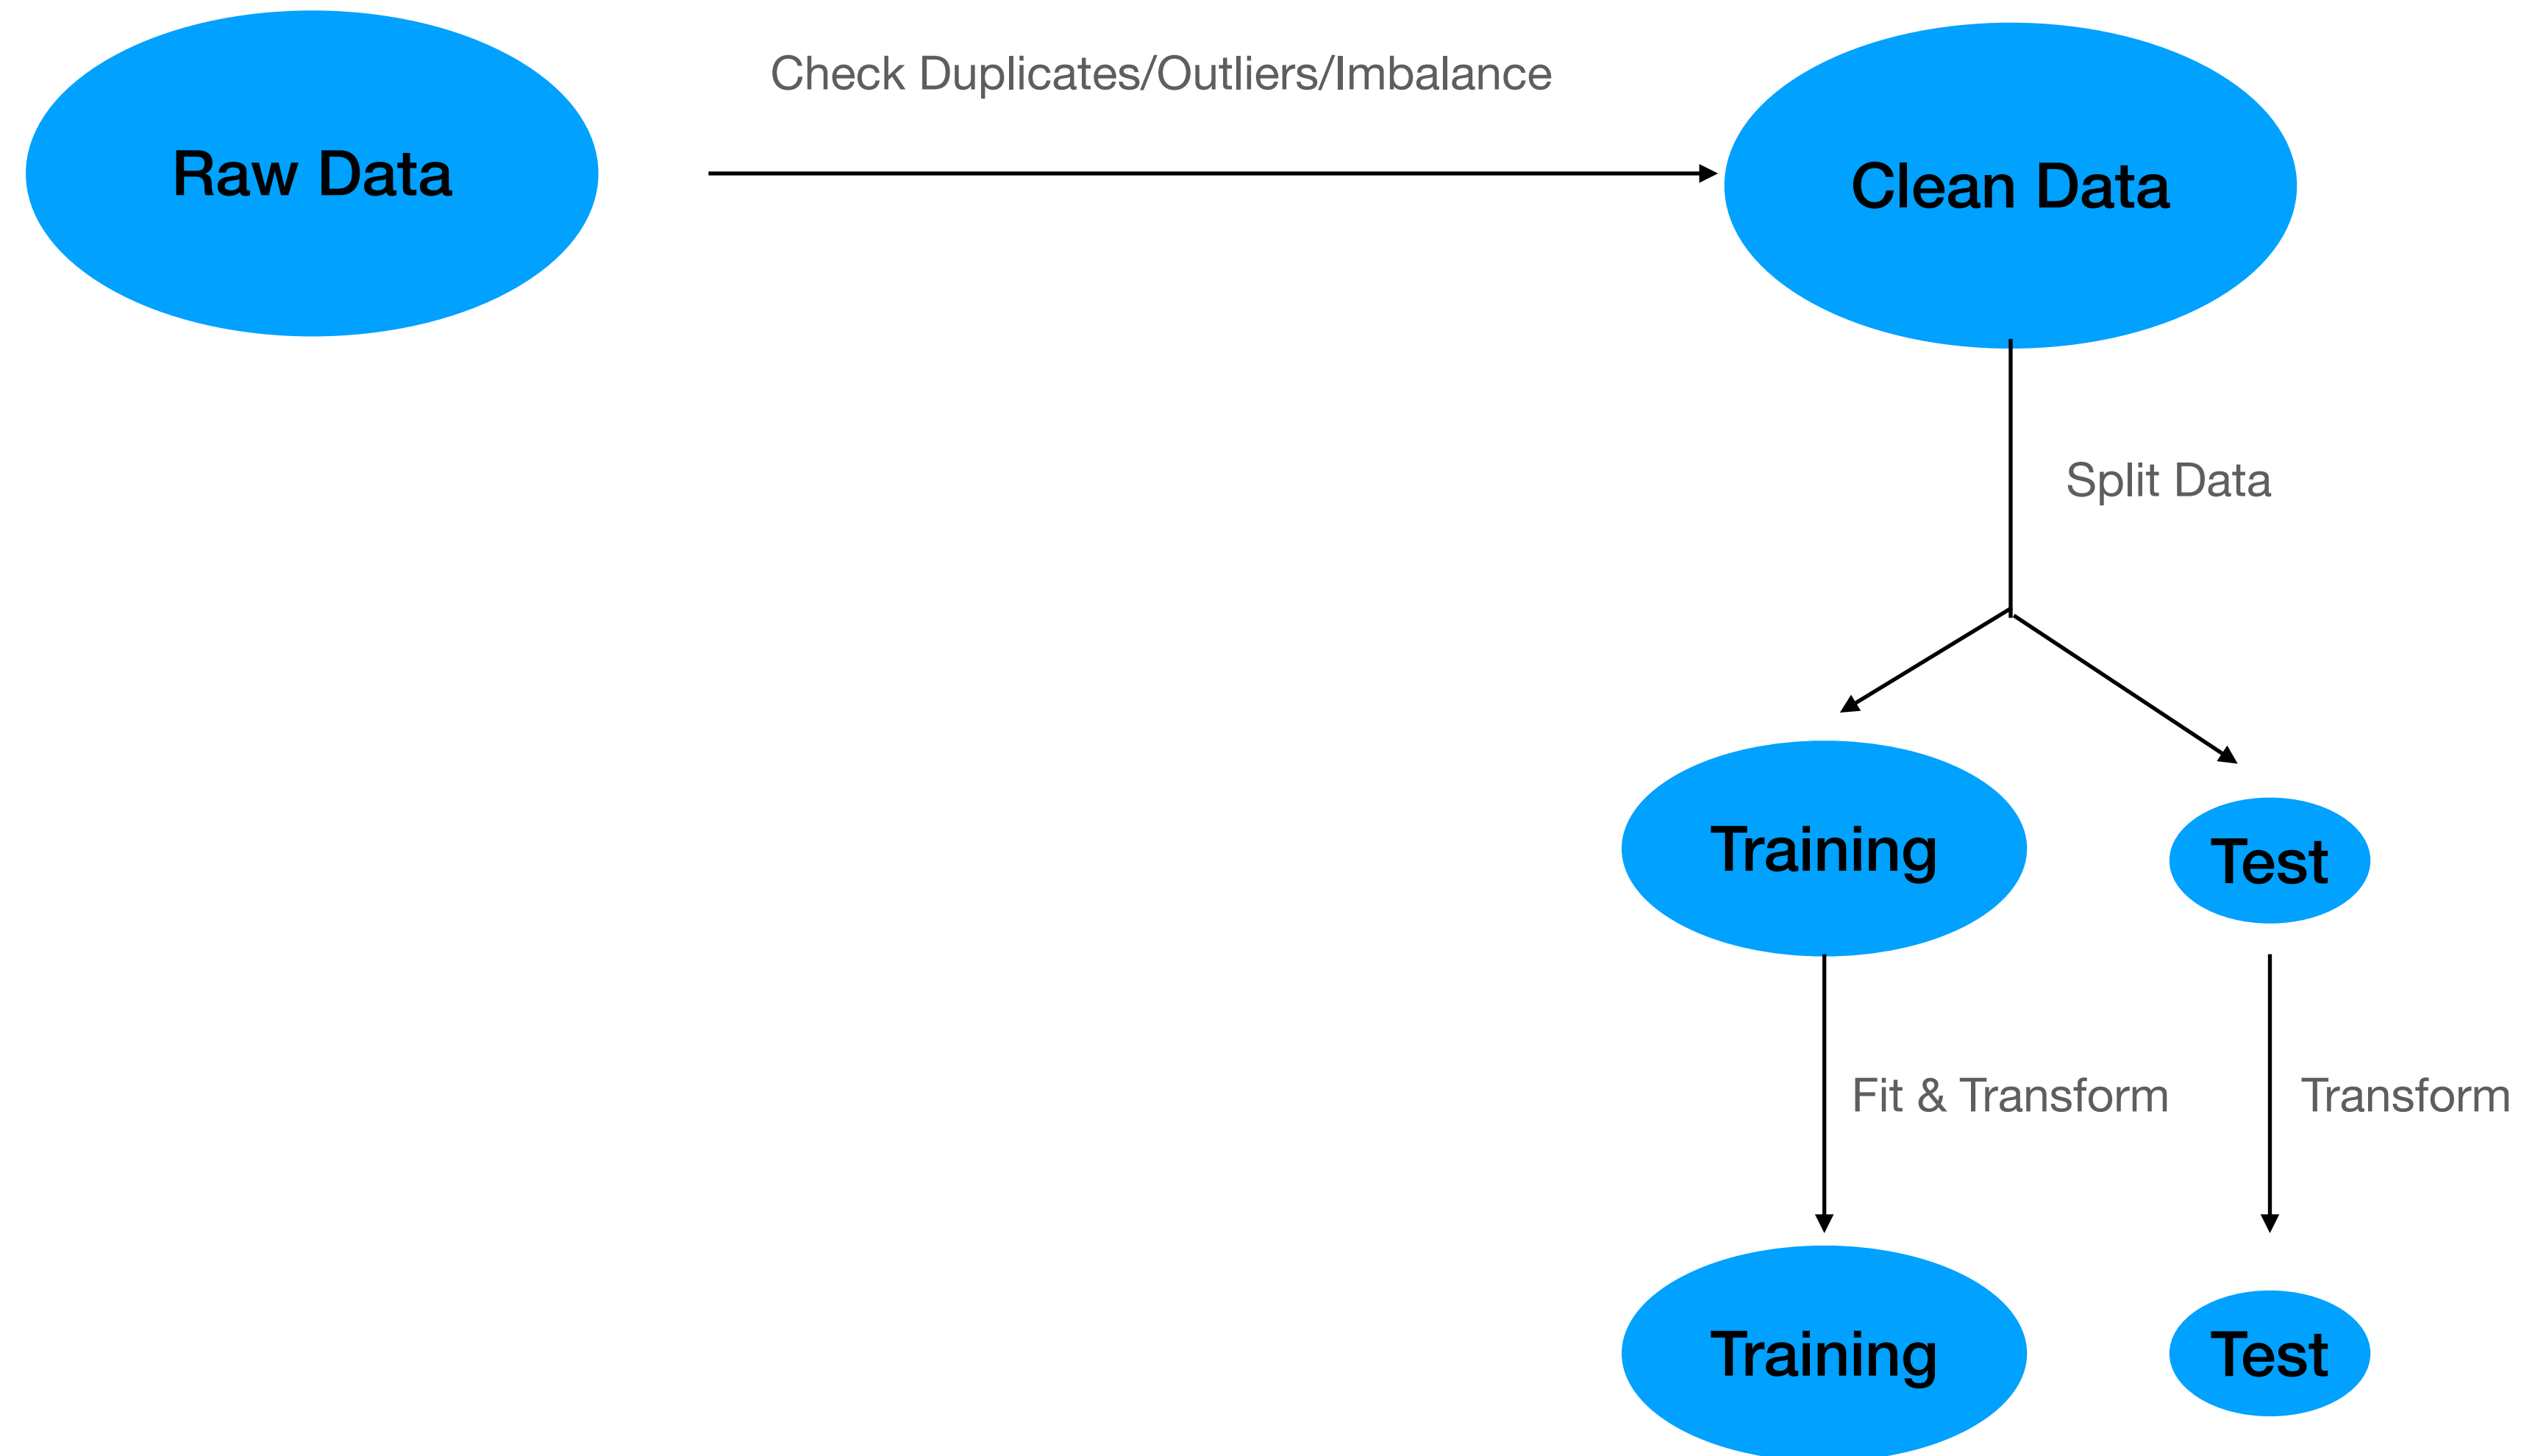 Raw Data
Check Duplicates/Outliers/Imbalance
Clean Data
Split Data
Training
Test
Fit & Transform
Transform
Training
Test